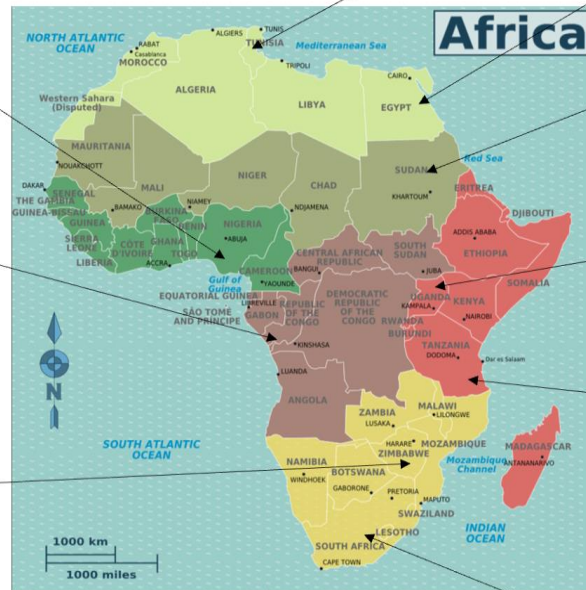 Africa
NORTH ATLANTIC
OCEAN
ALGIERS
TUNIS
TUNISIA
RABAT
Casablanca
MOROCCO
Mediterranean Sea
TRIPOLI
CAIRO
ALGERIA
LIBYA
EGYPT
Western Sahara
(Disputed)
MAURITANIA
NOUAKCHOTT
Red Sea
SUDAN
NIGER
CHAD
MALI
KHARTOUM
ERITREA
DAKAR
SENEGAL
THE GAMBIA
GUINEA-BISSAU
BAMAKO
NIAMEY
BURKINA
FASO
NDJAMENA
DJIBOUTI
GUINEA
BENIN
NIGERIA
ABUJA
ADDIS ABABA
SIERRA
LEONE
CÔTE
D'IVOIRE
GHANA
TOGO
LIBERIA
ACCRA
ETHIOPIA
SOUTH
SUDAN
CENTRAL AFRICAN
REPUBLIC
CAMEROON
BANGUI
JUBA
SOMALIA
Gulf of
Guinea
YAOUNDE
EQUATORIAL GUINEA
LIBREVILLE
GABON
SÃO TOMÉ
AND PRÍNCIPE
REPUBLIC
OF THE
CONGO
DEMOCRATIC
REPUBLIC
OF THE
CONGO
UGANDA
KAMPALA
KENYA
NAIROBI
RWANDA
BURUNDI
KINSHASA
TANZANIA
DODOMA
Dar es Salaam
LUANDA
N
ANGOLA
ZAMBIA
LUSAKA
MALAWI
LILONGWE
SOUTH ATLANTIC
OCEAN
HARARE
ZIMBABWE
MOZAMBIQUE
MADAGASCAR
ANTANANARIVO
Mozambique
Channel
NAMIBIA
WINDHOEK
BOTSWANA
GABORONE
PRETORIA
MAPUTO
SWAZILAND
LESOTHO
INDIAN
OCEAN
SOUTH AFRICA
CAPE TOWN
1000 km
1000 miles